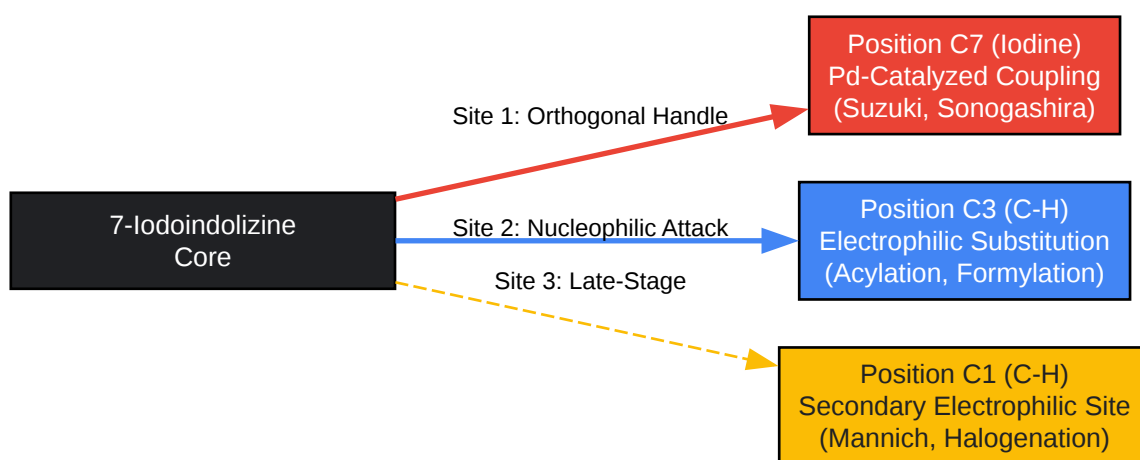 Position C7 (Iodine)
Pd-Catalyzed Coupling
(Suzuki, Sonogashira)
Site 1: Orthogonal Handle
7-Iodoindolizine
Core
Site 2: Nucleophilic Attack
Position C3 (C-H)
Electrophilic Substitution
(Acylation, Formylation)
Site 3: Late-Stage
Position C1 (C-H)
Secondary Electrophilic Site
(Mannich, Halogenation)